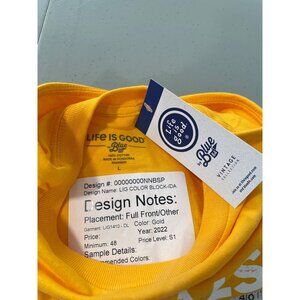 LIFE IS GOOD
Blue
100% COTTON
MADE IN HONDURAS
L
Design #: 00000000NNBSP
Design Name: LIG COLOR BLOCK-IDA
Design Notes:
Placement: Full Front/Other
Garment: LIG1410 - DL Color: Gold
Price: Year: 2022
Minimum: 48 Price Level: S1
Sample Details:
Recommended Colors:
Life is
good
Blue
VINTAGE